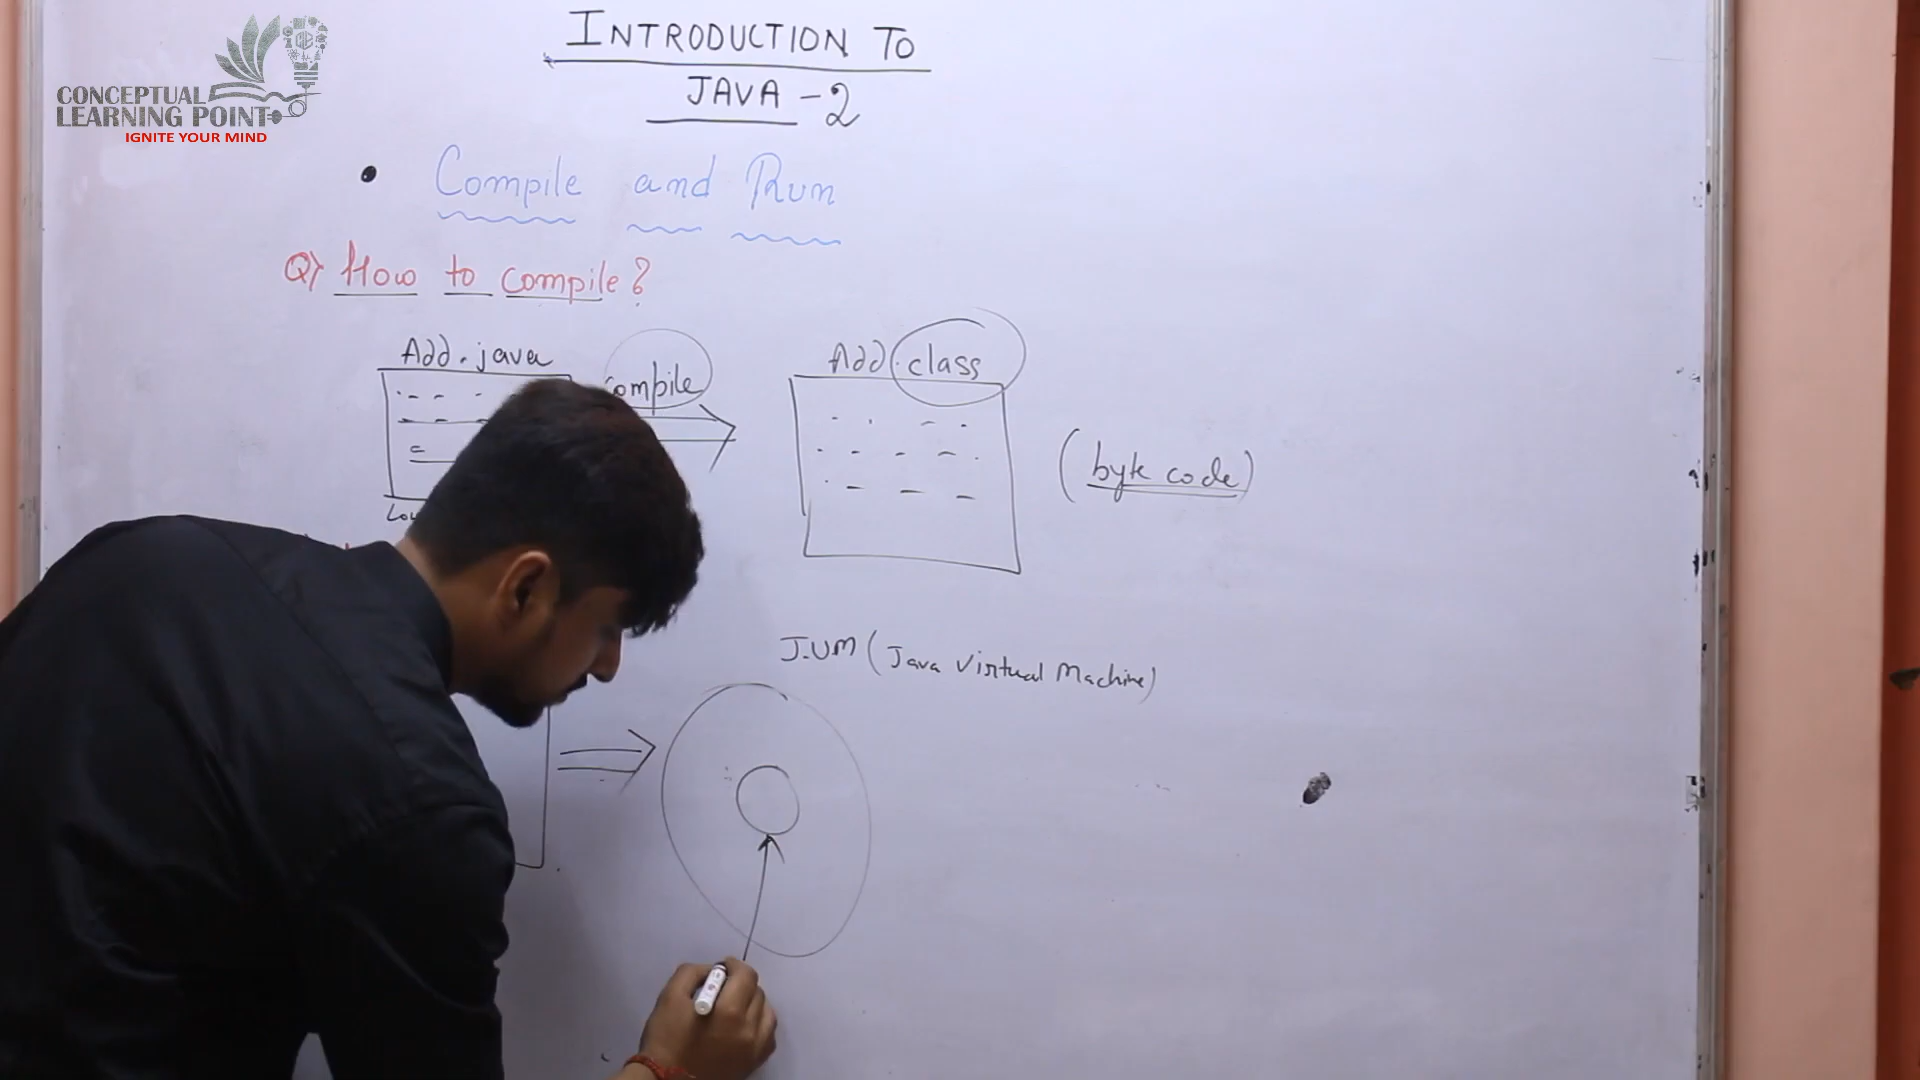 CONCEPTUAL
LEARNING POINT
IGNITE YOUR MIND
INTRODUCTION TO
JAVA - 2
• Compile and Run
Q) How to compile?
Add.java
compile
Add.class
(byte code)
J.VM (Java Virtual Machine)